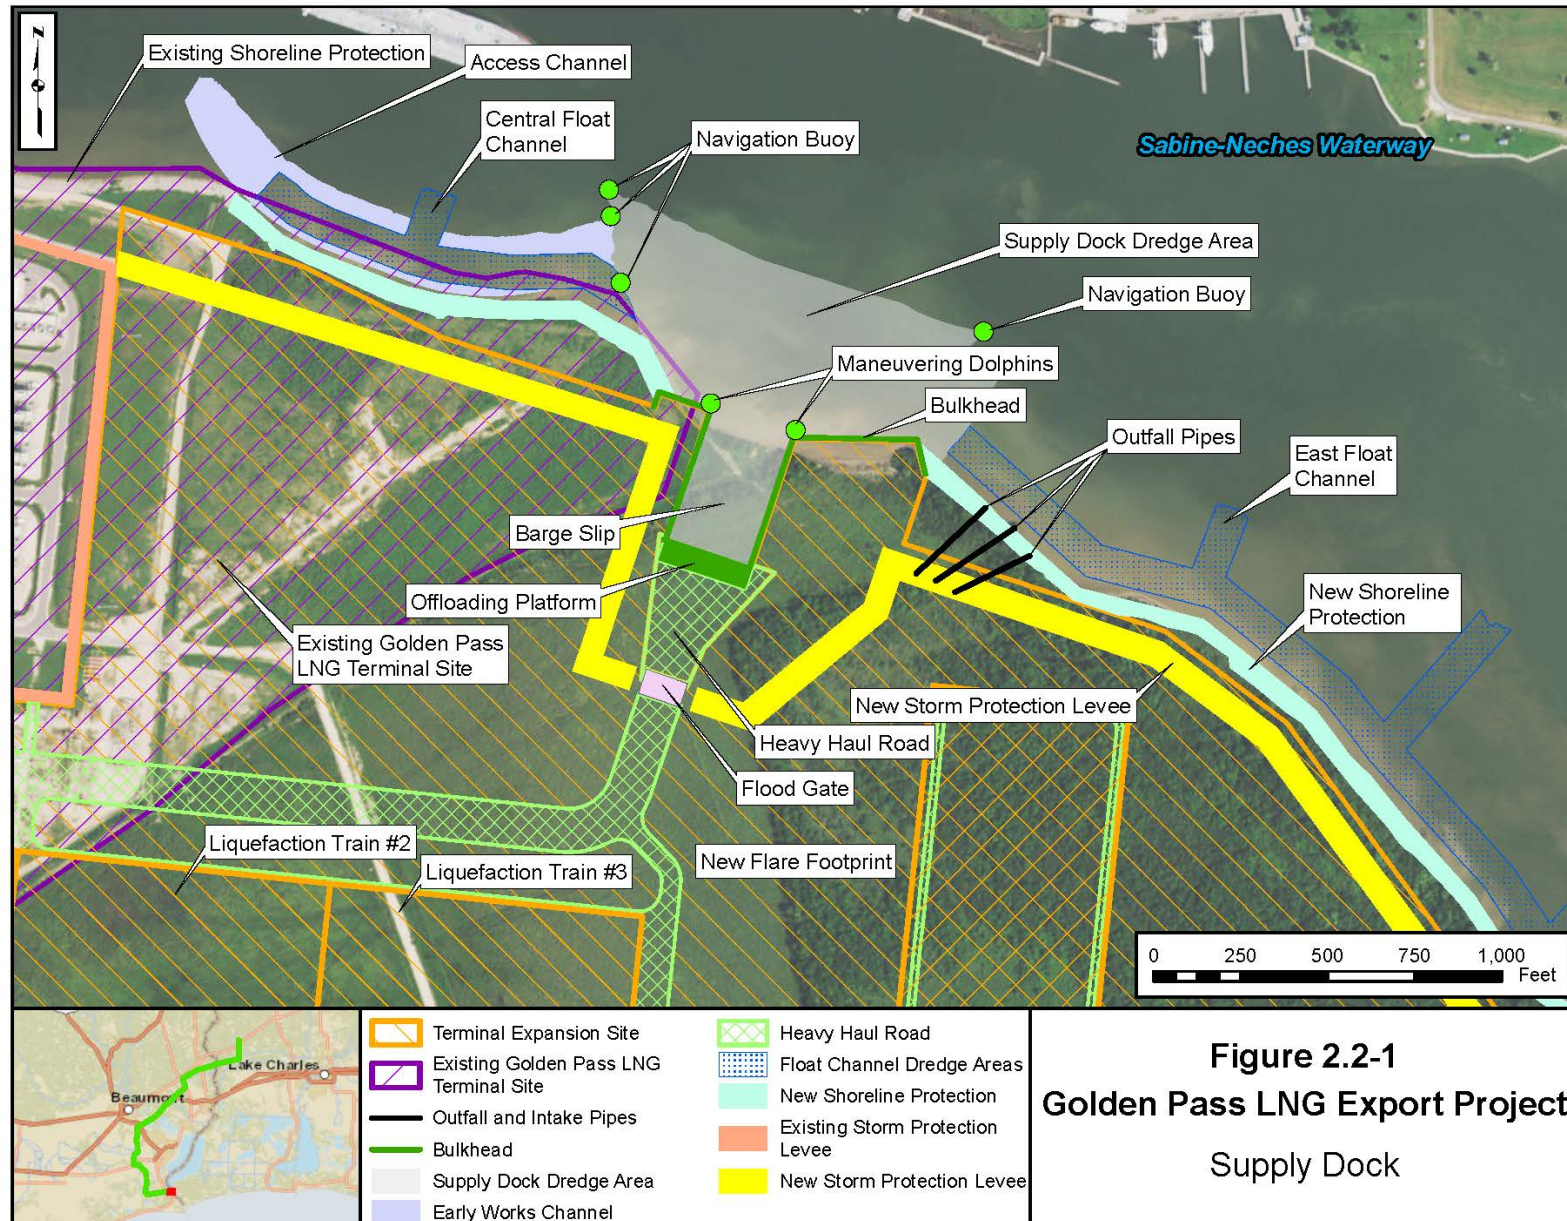 N
Existing Shoreline Protection
Access Channel
Central Float
Channel
Navigation Buoy
Sabine-Neches Waterway
Supply Dock Dredge Area
Navigation Buoy
Maneuvering Dolphins
Bulkhead
Outfall Pipes
East Float
Channel
Barge Slip
Offloading Platform
New Shoreline
Protection
Existing Golden Pass
LNG Terminal Site
New Storm Protection Levee
Heavy Haul Road
Flood Gate
Liquefaction Train #2
New Flare Footprint
Liquefaction Train #3
0 250 500 750 1,000
Feet
Lake Charles
Beaumont
Terminal Expansion Site
Existing Golden Pass LNG
Terminal Site
Outfall and Intake Pipes
Bulkhead
Supply Dock Dredge Area
Early Works Channel
Heavy Haul Road
Float Channel Dredge Areas
New Shoreline Protection
Existing Storm Protection
Levee
New Storm Protection Levee
Figure 2.2-1
Golden Pass LNG Export Project
Supply Dock